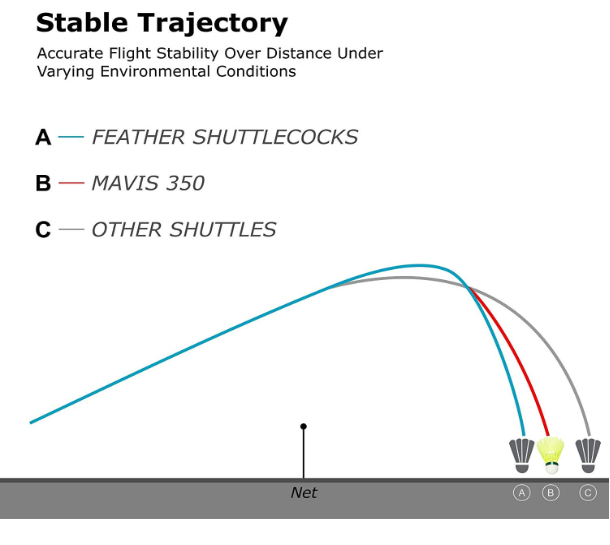 Stable Trajectory
Accurate Flight Stability Over Distance Under
Varying Environmental Conditions
A — FEATHER SHUTTLECOCKS
B — MAVIS 350
C — OTHER SHUTTLES
Net
A B C